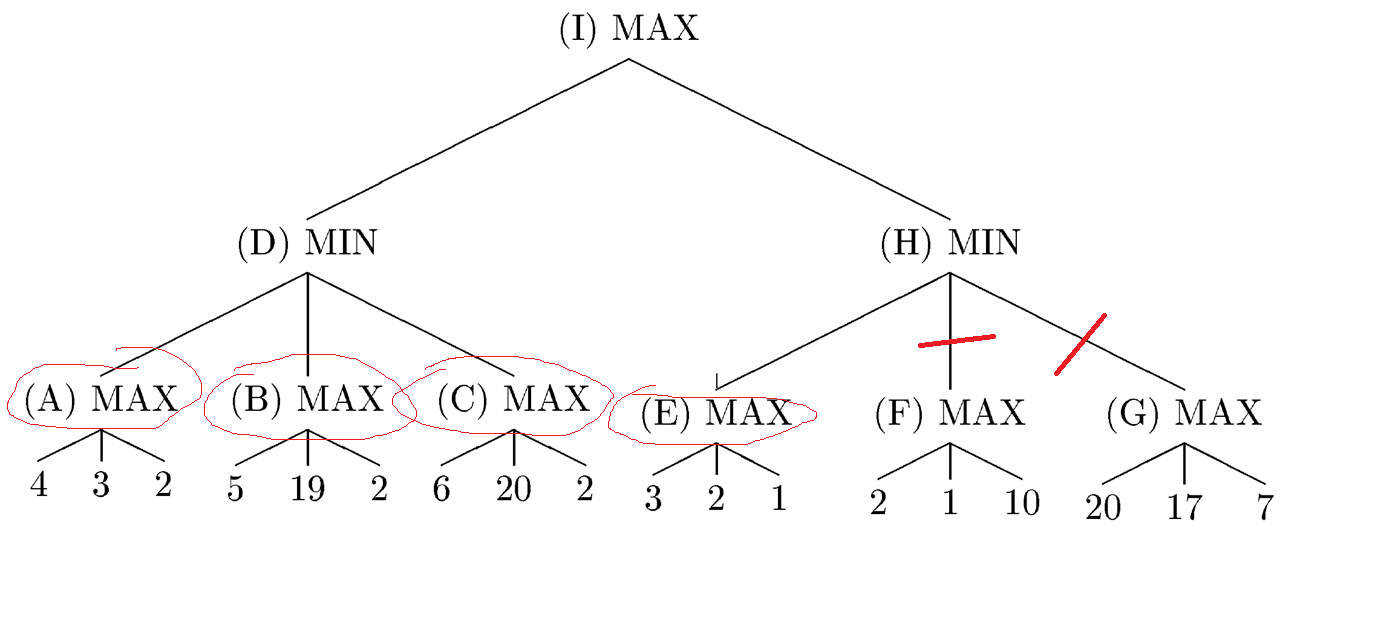 (I) MAX
(D) MIN (H) MIN
(A) MAX (B) MAX (C) MAX (E) MAX (F) MAX (G) MAX
4 3 2 5 19 2 6 20 2 3 2 1 2 1 10 20 17 7